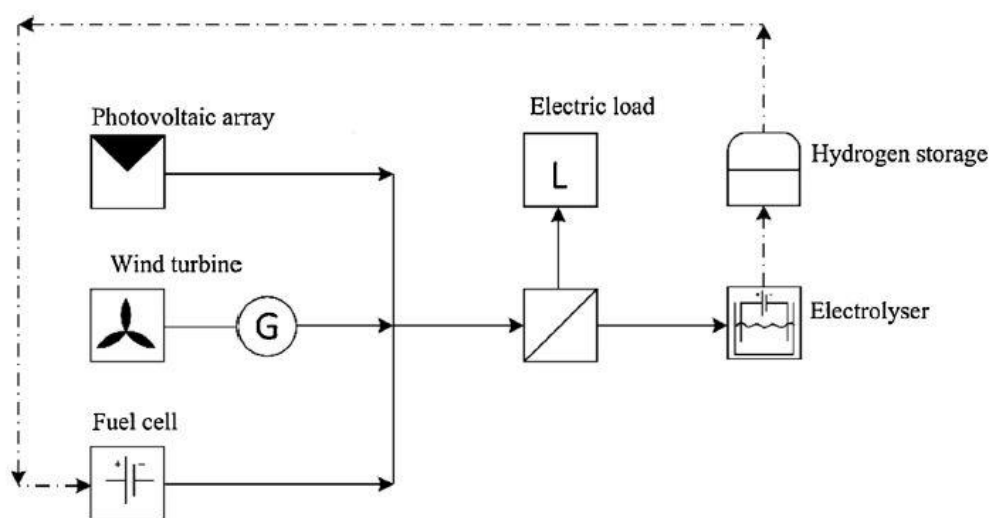 Photovoltaic array
Electric load
L
Hydrogen storage
Wind turbine
G
Electrolyser
+ -
Fuel cell
+ -